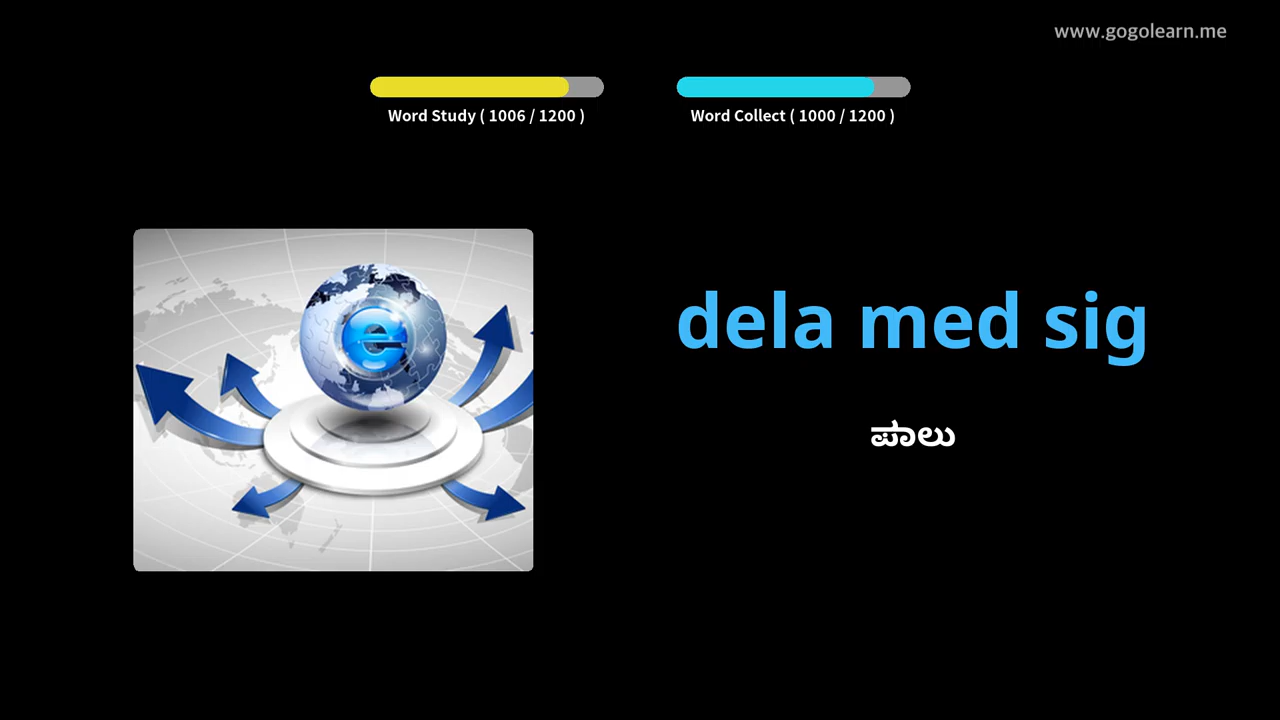 www.gogolearn.me
Word Study ( 1006 / 1200 )
Word Collect ( 1000 / 1200 )
e
dela med sig
ಪಾಲು